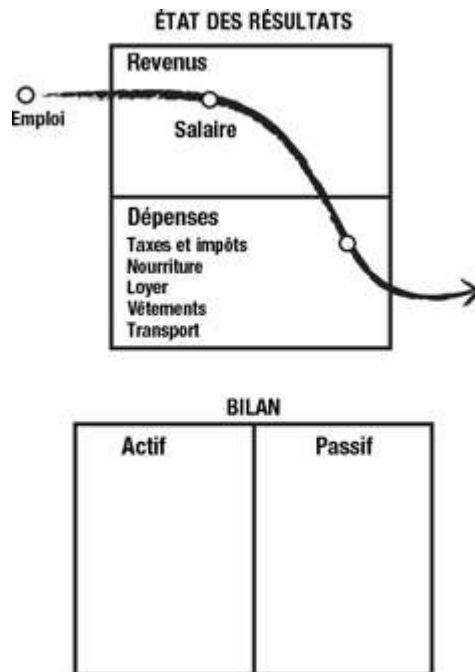 ÉTAT DES RÉSULTATS
Revenus
Emploi
Salaire
Dépenses
Taxes et impôts
Nourriture
Loyer
Vêtements
Transport
BILAN
Actif
Passif